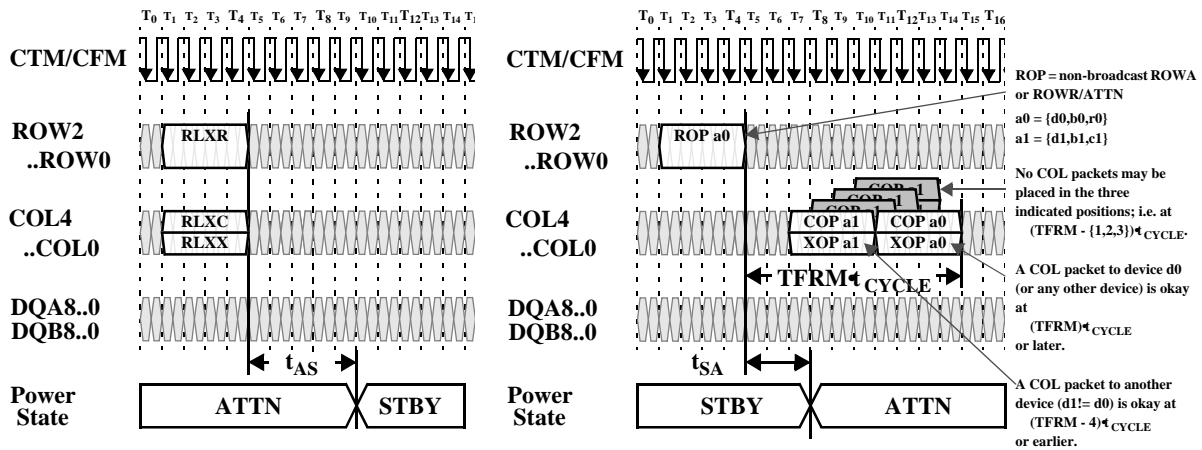 T0 T1 T2 T3 T4 T5 T6 T7 T8 T9 T10 T11 T12 T13 T14
CTM/CFM
ROW2
..ROW0
RLXR
COL4
..COL0
RLXC
RLXX
DQA8..0
DQB8..0
tAS
Power
State
ATTN
STBY
T0 T1 T2 T3 T4 T5 T6 T7 T8 T9 T10 T11 T12 T13 T14 T15 T16
CTM/CFM
ROW2
..ROW0
ROP a0
COP a1
COP a1
COP a1
COL4
..COL0
COP a1 COP a0
XOP a1 XOP a0
TFRM•tCYCLE
DQA8..0
DQB8..0
tSA
Power
State
STBY
ATTN
ROP = non-broadcast ROWA
or ROWR/ATTN
a0 = {d0,b0,r0}
a1 = {d1,b1,c1}
No COL packets may be
placed in the three
indicated positions; i.e. at
(TFRM - {1,2,3})•tCYCLE.
A COL packet to device d0
(or any other device) is okay
at
(TFRM)•tCYCLE
or later.
A COL packet to another
device (d1!= d0) is okay at
(TFRM - 4)•tCYCLE
or earlier.